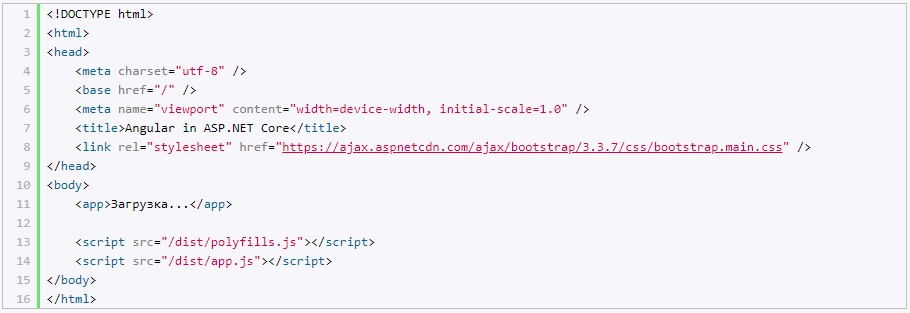 1 <!DOCTYPE html>
2 <html>
3 <head>
4     <meta charset="utf-8" />
5     <base href="/" />
6     <meta name="viewport" content="width=device-width, initial-scale=1.0" />
7     <title>Angular in ASP.NET Core</title>
8     <link rel="stylesheet" href="https://ajax.aspnetcdn.com/ajax/bootstrap/3.3.7/css/bootstrap.main.css" />
9 </head>
10 <body>
11     <app>Загрузка...</app>
12
13     <script src="/dist/polyfills.js"></script>
14     <script src="/dist/app.js"></script>
15 </body>
16 </html>